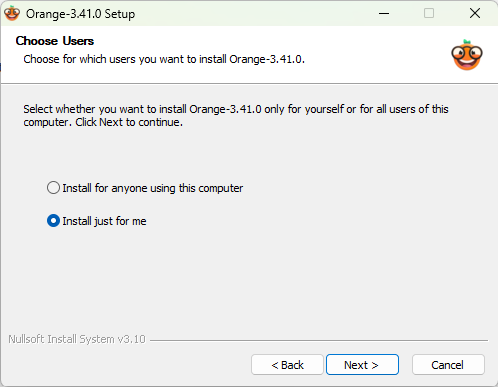 Orange-3.41.0 Setup
Choose Users
Choose for which users you want to install Orange-3.41.0.
Select whether you want to install Orange-3.41.0 only for yourself or for all users of this
computer. Click Next to continue.
Install for anyone using this computer
Install just for me
Nullsoft Install System v3.10
< Back
Next >
Cancel